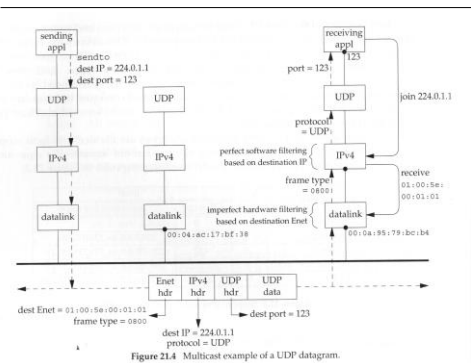 sending
appl
sendto
dest IP = 224.0.1.1
dest port = 123
UDP
IPv4
datalink
UDP
IPv4
datalink
00:04:ac:17:bf:38
receiving
appl
123
port = 123
UDP
join 224.0.1.1
protocol
= UDP
perfect software filtering
based on destination IP
IPv4
frame type
= 0800
receive
01:00:5e:
00:01:01
imperfect hardware filtering
based on destination Enet
datalink
00:0a:95:79:bc:b4
Enet hdr
IPv4 hdr
UDP hdr
UDP data
dest Enet = 01:00:5e:00:01:01
frame type = 0800
dest port = 123
dest IP = 224.0.1.1
protocol = UDP
Figure 21.4 Multicast example of a UDP datagram.